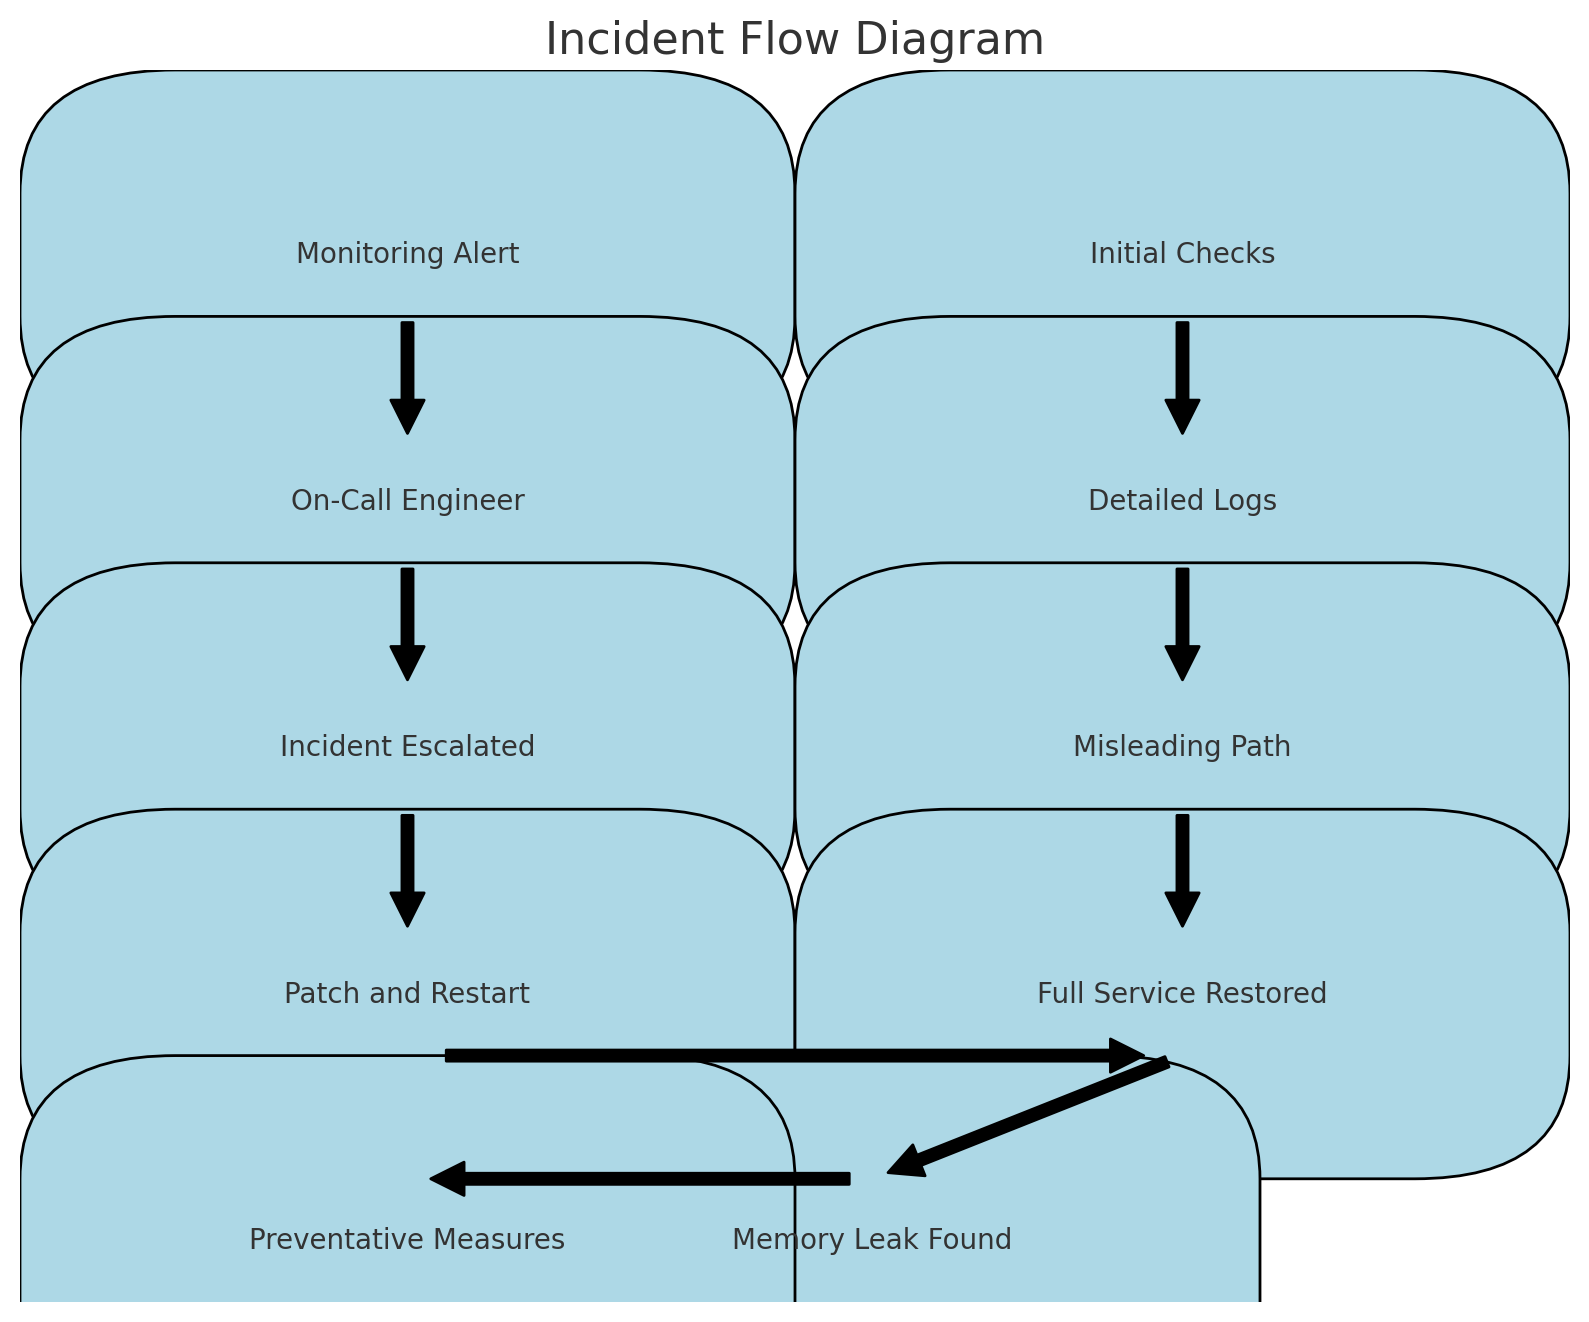 Incident Flow Diagram
Monitoring Alert
Initial Checks
On-Call Engineer
Detailed Logs
Incident Escalated
Misleading Path
Patch and Restart
Full Service Restored
Preventative Measures
Memory Leak Found